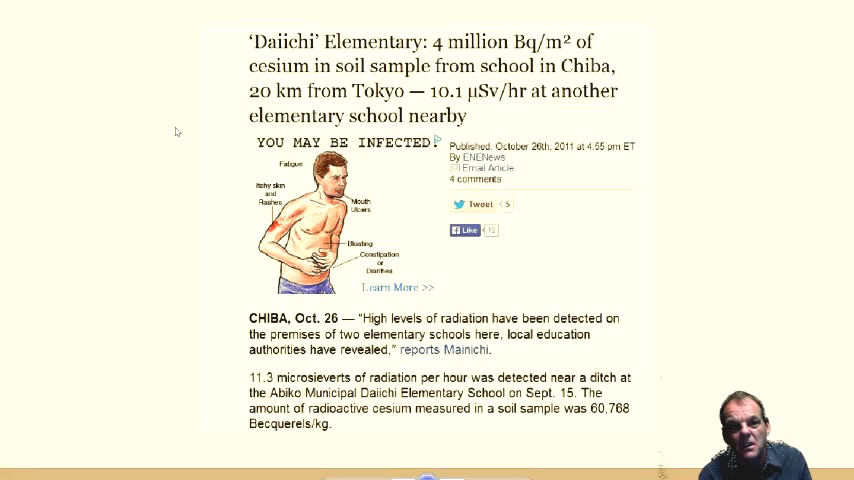 ‘Daiichi’ Elementary: 4 million Bq/m² of
cesium in soil sample from school in Chiba,
20 km from Tokyo — 10.1 µSv/hr at another
elementary school nearby
YOU MAY BE INFECTED!
Fatigue
Itchy skin
and
Rashes
Mouth
Ulcers
Bloating
Constipation
or
Diarrhea
Learn More >>
Published: October 26th, 2011 at 4:55 pm ET
By ENENews
Email Article
4 comments
Tweet 5
Like 13
CHIBA, Oct. 26 — “High levels of radiation have been detected on
the premises of two elementary schools here, local education
authorities have revealed,” reports Mainichi.
11.3 microsieverts of radiation per hour was detected near a ditch at
the Abiko Municipal Daiichi Elementary School on Sept. 15. The
amount of radioactive cesium measured in a soil sample was 60,768
Becquerels/kg.